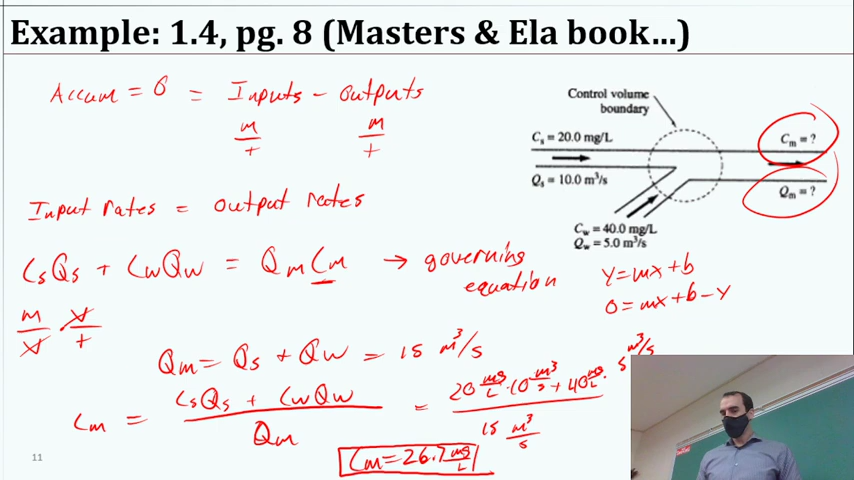 Example: 1.4, pg. 8 (Masters & Ela book...)
Accum = 0 = Inputs - outputs
m/t m/t
Control volume boundary
Cs = 20.0 mg/L
Cm = ?
Qs = 10.0 m³/s
Qm = ?
Cw = 40.0 mg/L
Qw = 5.0 m³/s
Input rates = output rates
CsQs + CwQw = QmCm → governing equation
Y = mx + b
0 = mx + b - Y
m/V · V/t
Qm = Qs + Qw = 15 m³/s
Cm = (CsQs + CwQw)/Qm = (20 mg/L · 10 m³/s + 40 mg/L · 5 m³/s)/(15 m³/s)
Cm = 26.7 mg/L
11